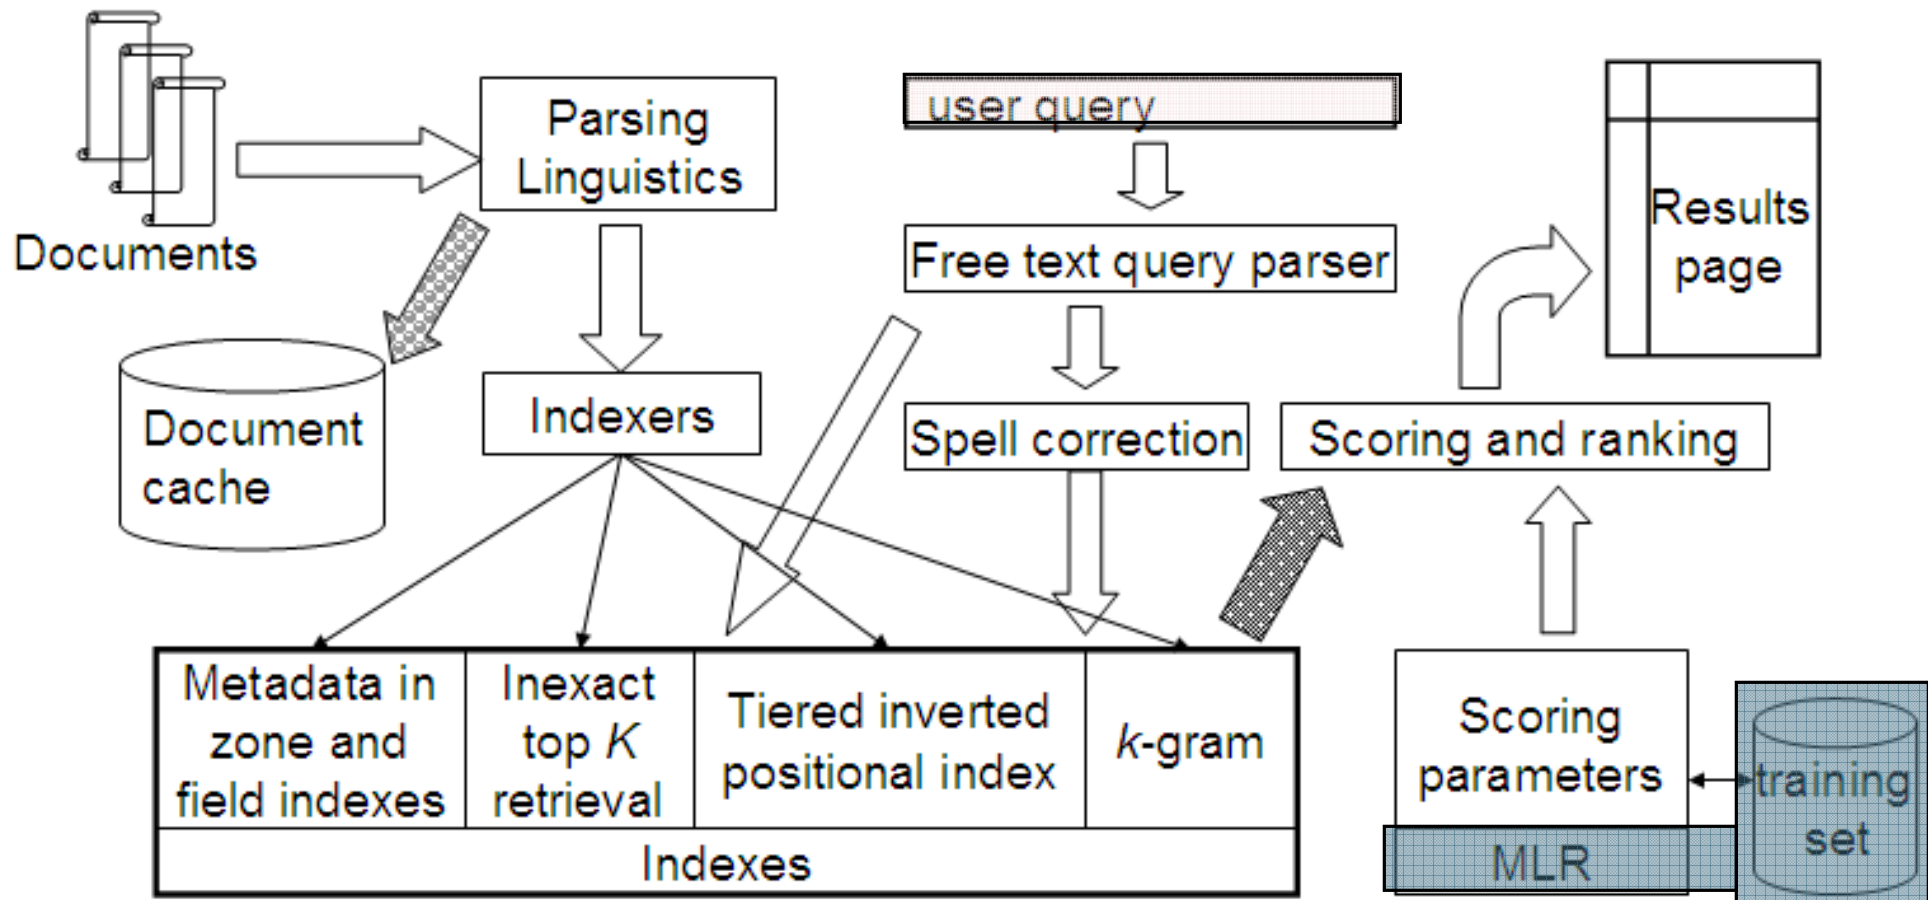 Documents
Parsing
Linguistics
Document
cache
Indexers
user query
Free text query parser
Spell correction
Scoring and ranking
Results
page
Metadata in
zone and
field indexes
Inexact
top K
retrieval
Tiered inverted
positional index
k-gram
Indexes
Scoring
parameters
MLR
training
set